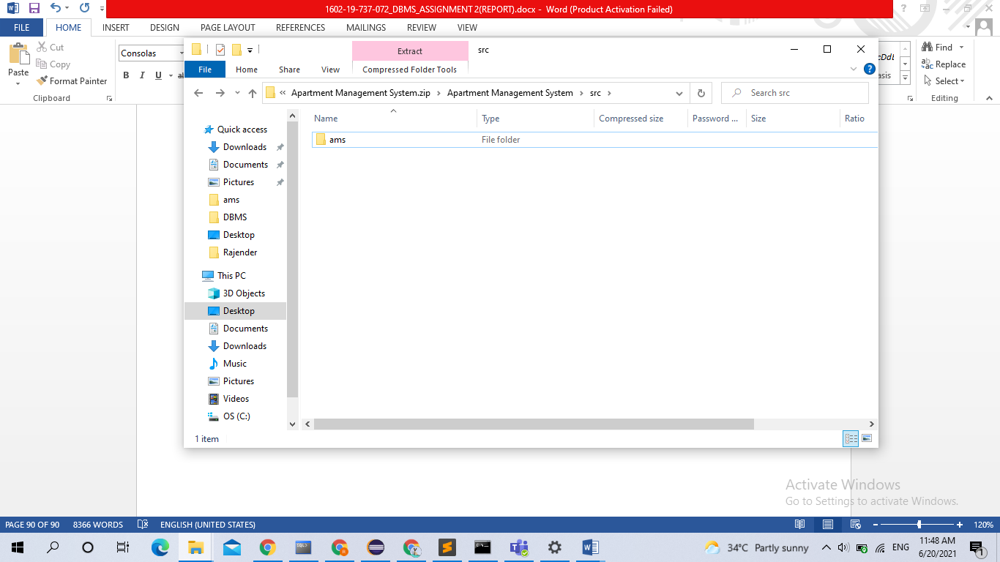 1602-19-737-072_DBMS_ASSIGNMENT 2(REPORT).docx - Word (Product Activation Failed)
FILE HOME INSERT DESIGN PAGE LAYOUT REFERENCES MAILINGS REVIEW VIEW
Paste
Cut
Copy
Format Painter
Clipboard
Consolas
B I U
Find
Replace
Select
Editing
Extract
src
File Home Share View Compressed Folder Tools
« Apartment Management System.zip › Apartment Management System › src ›
Search src
Name Type Compressed size Password ... Size Ratio
ams File folder
Quick access
Downloads
Documents
Pictures
ams
DBMS
Desktop
Rajender
This PC
3D Objects
Desktop
Documents
Downloads
Music
Pictures
Videos
OS (C:)
1 item
Activate Windows
Go to Settings to activate Windows.
PAGE 90 OF 90 8366 WORDS ENGLISH (UNITED STATES) 120%
34°C Partly sunny ENG 11:48 AM
6/20/2021
1